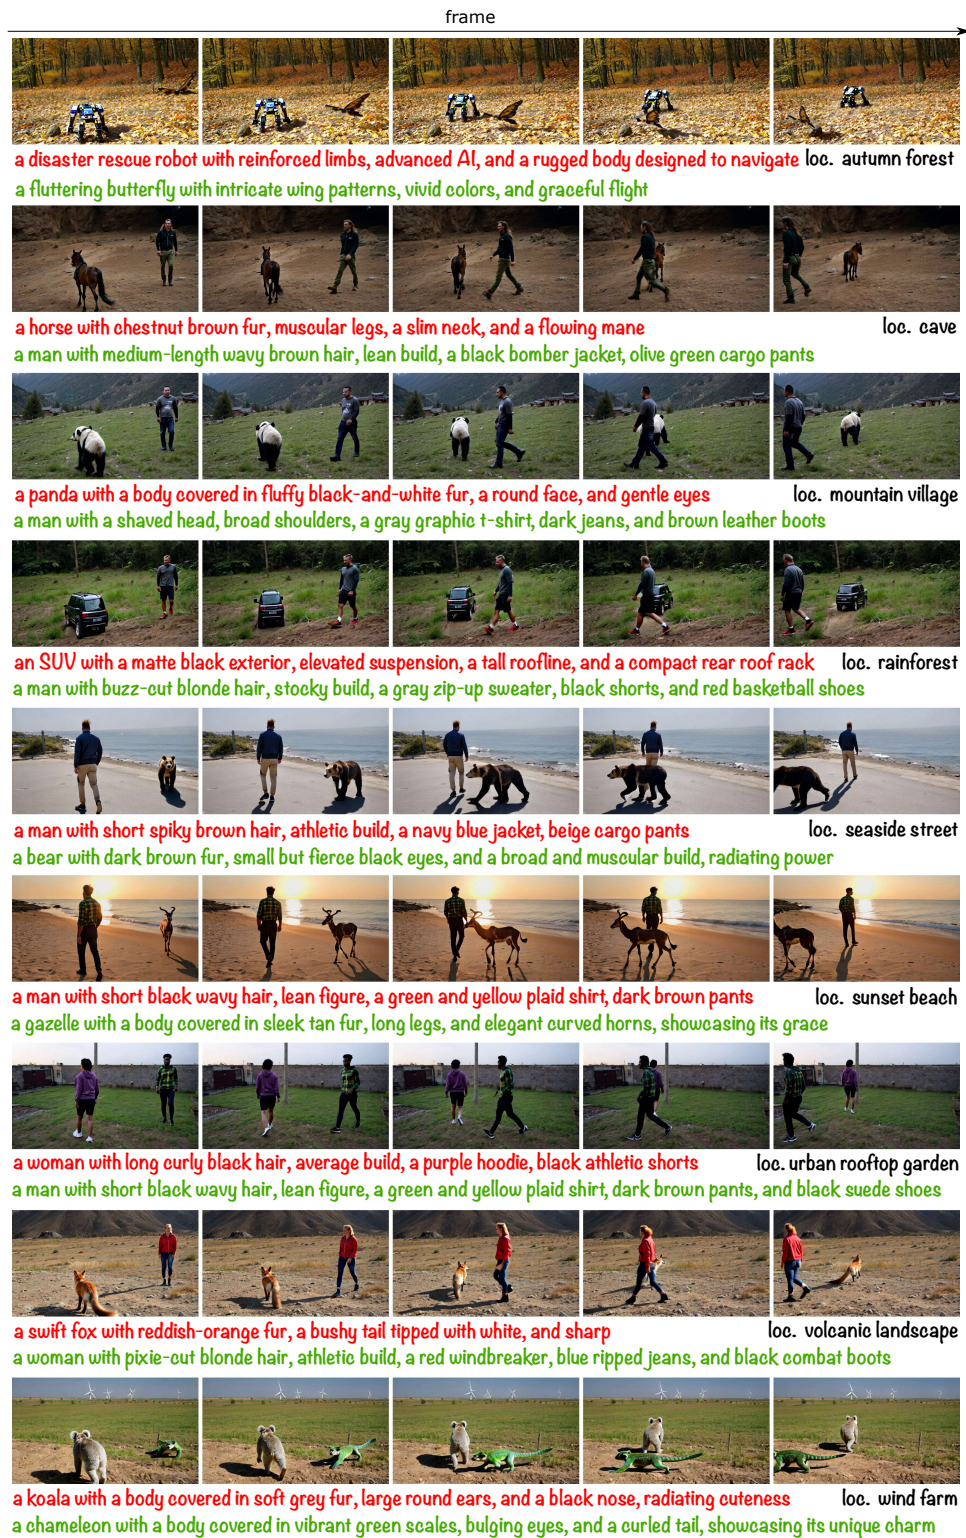 frame
a disaster rescue robot with reinforced limbs, advanced AI, and a rugged body designed to navigate loc. autumn forest
a fluttering butterfly with intricate wing patterns, vivid colors, and graceful flight
a horse with chestnut brown fur, muscular legs, a slim neck, and a flowing mane loc. cave
a man with medium-length wavy brown hair, lean build, a black bomber jacket, olive green cargo pants
a panda with a body covered in fluffy black-and-white fur, a round face, and gentle eyes loc. mountain village
a man with a shaved head, broad shoulders, a gray graphic t-shirt, dark jeans, and brown leather boots
an SUV with a matte black exterior, elevated suspension, a tall roofline, and a compact rear roof rack loc. rainforest
a man with buzz-cut blonde hair, stocky build, a gray zip-up sweater, black shorts, and red basketball shoes
a man with short spiky brown hair, athletic build, a navy blue jacket, beige cargo pants loc. seaside street
a bear with dark brown fur, small but fierce black eyes, and a broad and muscular build, radiating power
a man with short black wavy hair, lean figure, a green and yellow plaid shirt, dark brown pants loc. sunset beach
a gazelle with a body covered in sleek tan fur, long legs, and elegant curved horns, showcasing its grace
a woman with long curly black hair, average build, a purple hoodie, black athletic shorts loc. urban rooftop garden
a man with short black wavy hair, lean figure, a green and yellow plaid shirt, dark brown pants, and black suede shoes
a swift fox with reddish-orange fur, a bushy tail tipped with white, and sharp loc. volcanic landscape
a woman with pixie-cut blonde hair, athletic build, a red windbreaker, blue ripped jeans, and black combat boots
a koala with a body covered in soft grey fur, large round ears, and a black nose, radiating cuteness loc. wind farm
a chameleon with a body covered in vibrant green scales, bulging eyes, and a curled tail, showcasing its unique charm